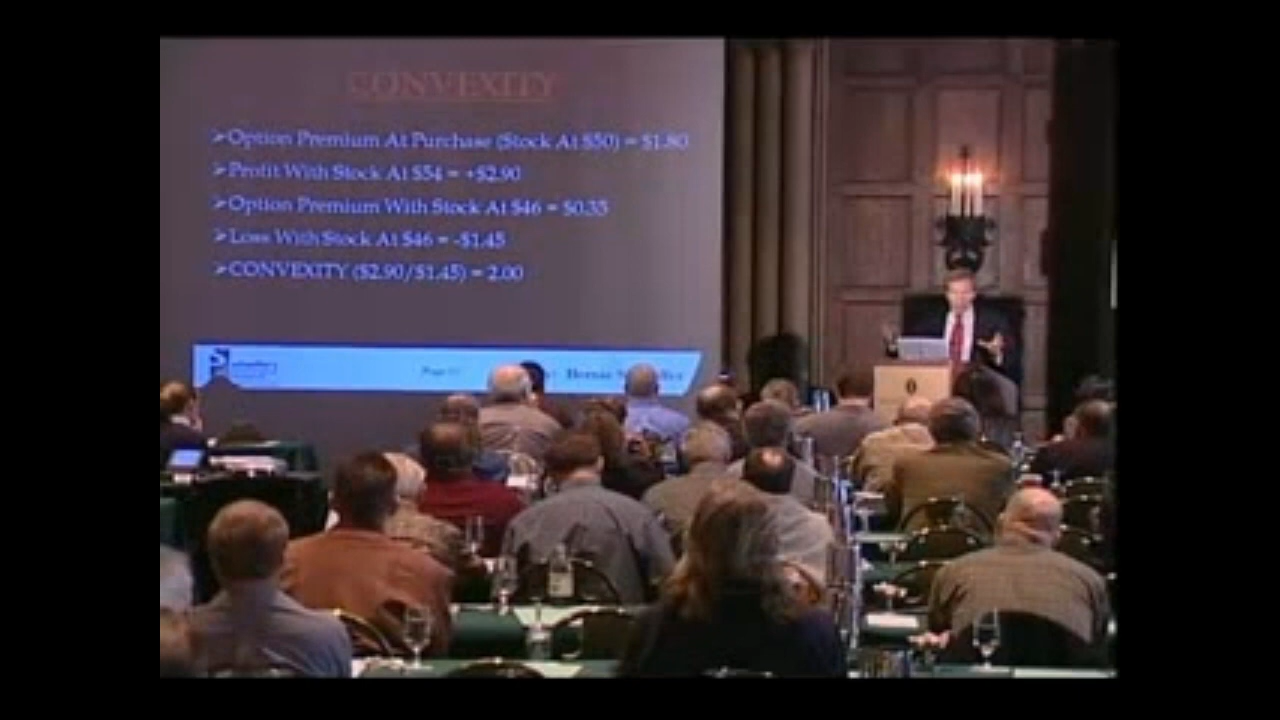 CONVEXITY
➢Option Premium At Purchase (Stock At $50) = $1.80
➢Profit With Stock At $54 = +$2.90
➢Option Premium With Stock At $46 = $0.35
➢Loss With Stock At $46 = -$1.45
➢CONVEXITY ($2.90/$1.45) = 2.00
Bernie